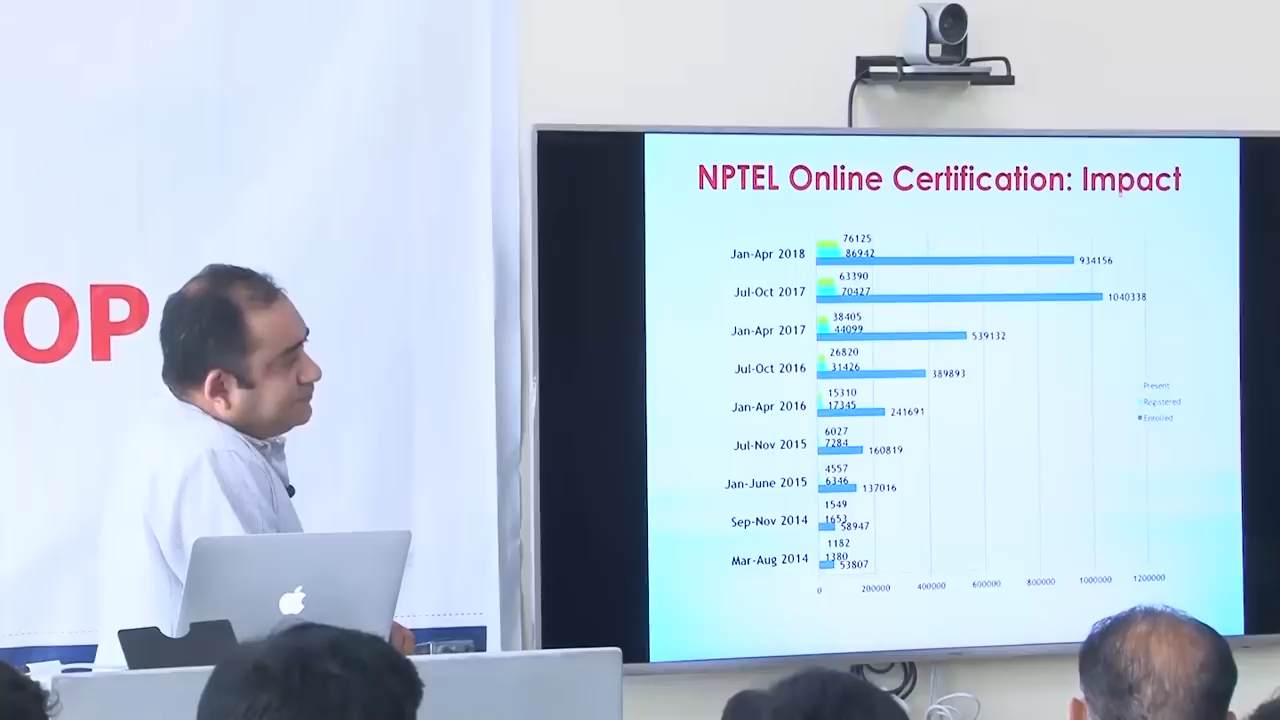 OP
NPTEL Online Certification: Impact
76125
Jan-Apr 2018
86942
934156
63390
Jul-Oct 2017
70427
1040338
38405
Jan-Apr 2017
44099
539132
26820
Jul-Oct 2016
31426
389893
15310
Jan-Apr 2016
17345
241691
6027
Jul-Nov 2015
7284
160819
4557
Jan-June 2015
6346
137016
1549
Sep-Nov 2014
1653
58947
1182
Mar-Aug 2014
1380
53807
0 200000 400000 600000 800000 1000000 1200000
Present
Registered
Enrolled